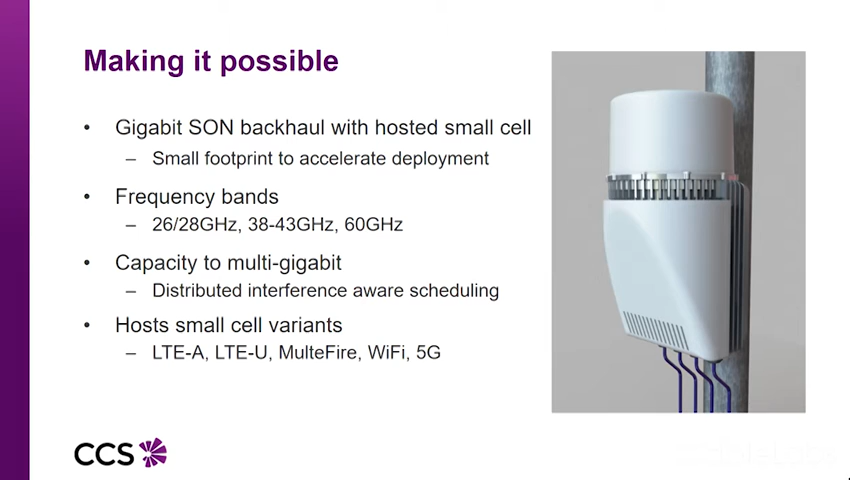 Making it possible
• Gigabit SON backhaul with hosted small cell
– Small footprint to accelerate deployment
• Frequency bands
– 26/28GHz, 38-43GHz, 60GHz
• Capacity to multi-gigabit
– Distributed interference aware scheduling
• Hosts small cell variants
– LTE-A, LTE-U, MulteFire, WiFi, 5G
CCS